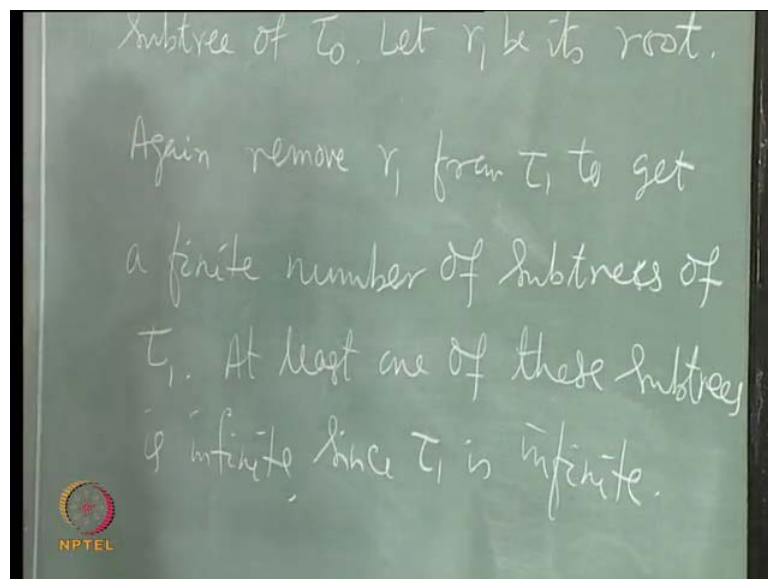 Subtree of τ₀. Let r₁ be its root.
Again remove r₁ from τ₁ to get
a finite number of subtrees of
τ₁. At least one of these subtrees
is infinite, since τ₁ is infinite.
NPTEL